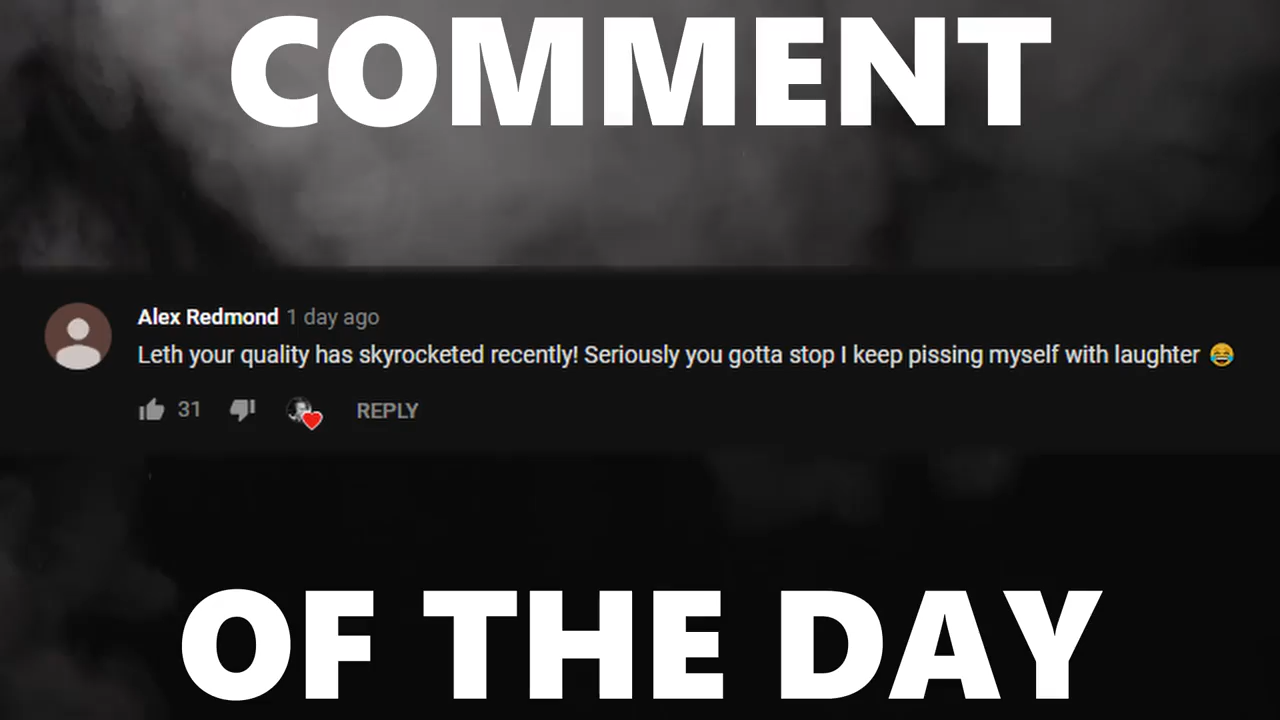 COMMENT
Alex Redmond 1 day ago
Leth your quality has skyrocketed recently! Seriously you gotta stop I keep pissing myself with laughter 😂
31 REPLY
OF THE DAY